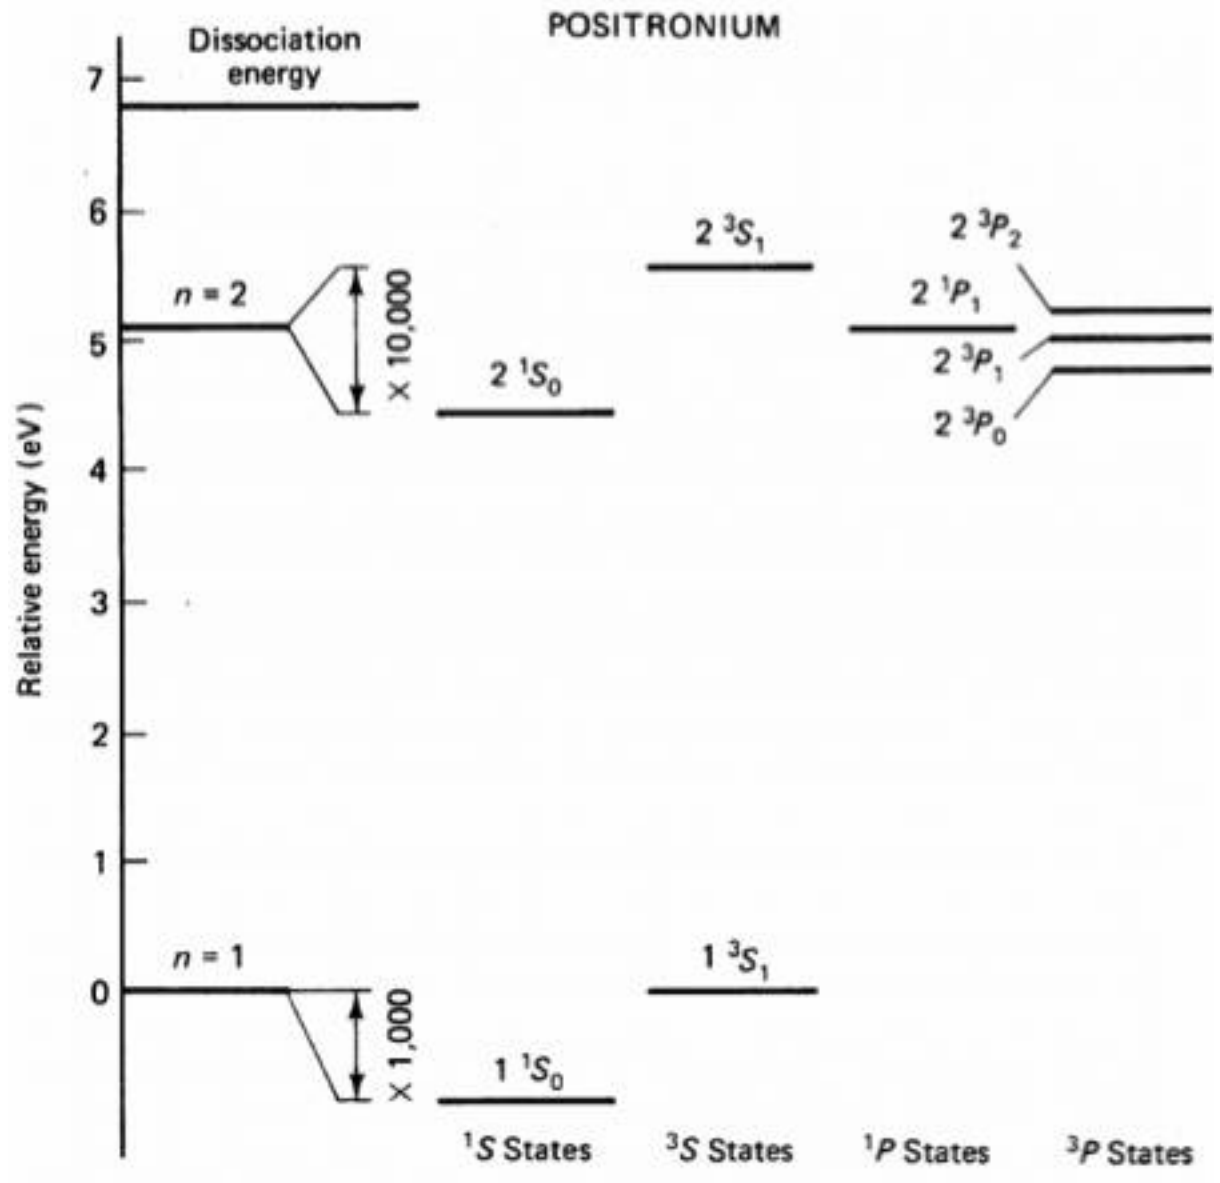 POSITRONIUM
Dissociation
energy
7
6
5
4
3
2
1
0
Relative energy (eV)
n = 2
× 10,000
2 ¹S₀
2 ³S₁
2 ¹P₁
2 ³P₂
2 ³P₁
2 ³P₀
n = 1
× 1,000
1 ¹S₀
1 ³S₁
¹S States
³S States
¹P States
³P States